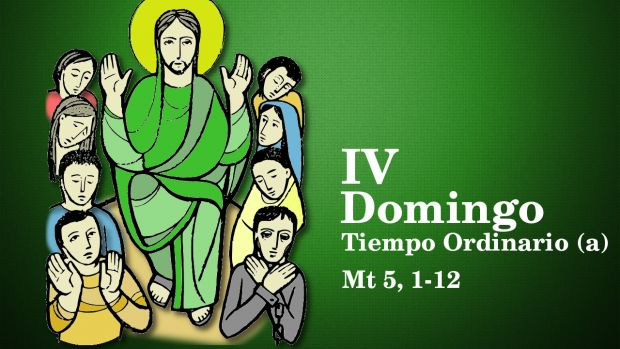 IV
Domingo
Tiempo Ordinario (a)
Mt 5, 1-12